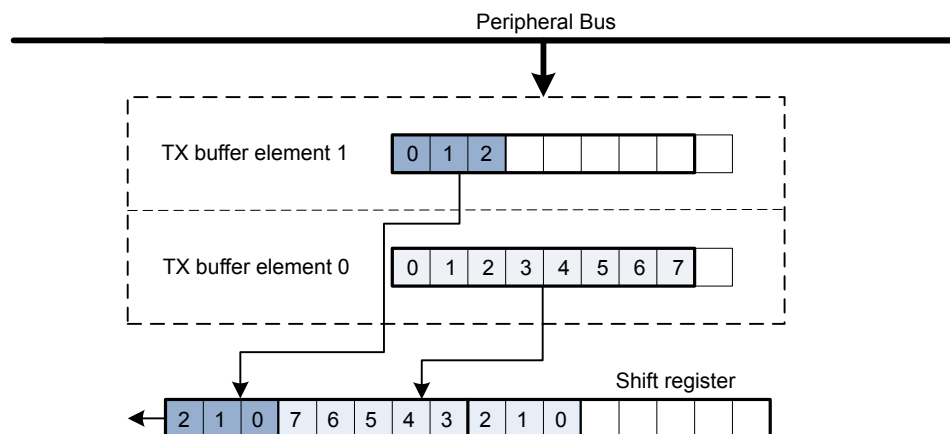 Peripheral Bus
TX buffer element 1
0 1 2
TX buffer element 0
0 1 2 3 4 5 6 7
Shift register
2 1 0 7 6 5 4 3 2 1 0